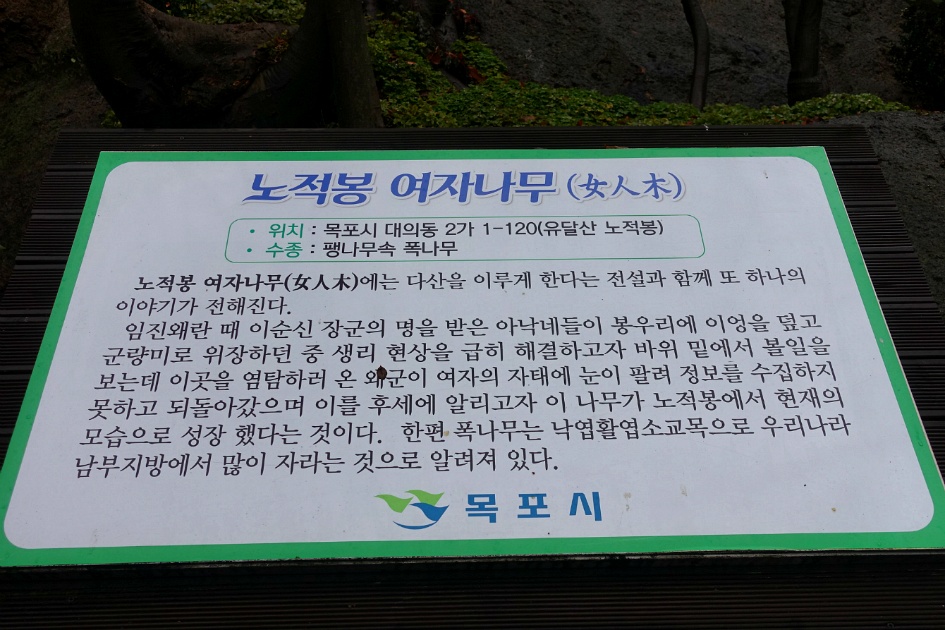 노적봉 여자나무(女人木)
• 위치 : 목포시 대의동 2가 1-120(유달산 노적봉)
• 수종 : 팽나무속 폭나무
노적봉 여자나무(女人木)에는 다산을 이루게 한다는 전설과 함께 또 하나의
이야기가 전해진다.
임진왜란 때 이순신 장군의 명을 받은 아낙네들이 봉우리에 이엉을 덮고
군량미로 위장하던 중 생리 현상을 급히 해결하고자 바위 밑에서 볼일을
보는데 이곳을 염탐하러 온 왜군이 여자의 자태에 눈이 팔려 정보를 수집하지
못하고 되돌아갔으며 이를 후세에 알리고자 이 나무가 노적봉에서 현재의
모습으로 성장 했다는 것이다. 한편 폭나무는 낙엽활엽소교목으로 우리나라
남부지방에서 많이 자라는 것으로 알려져 있다.
목포시